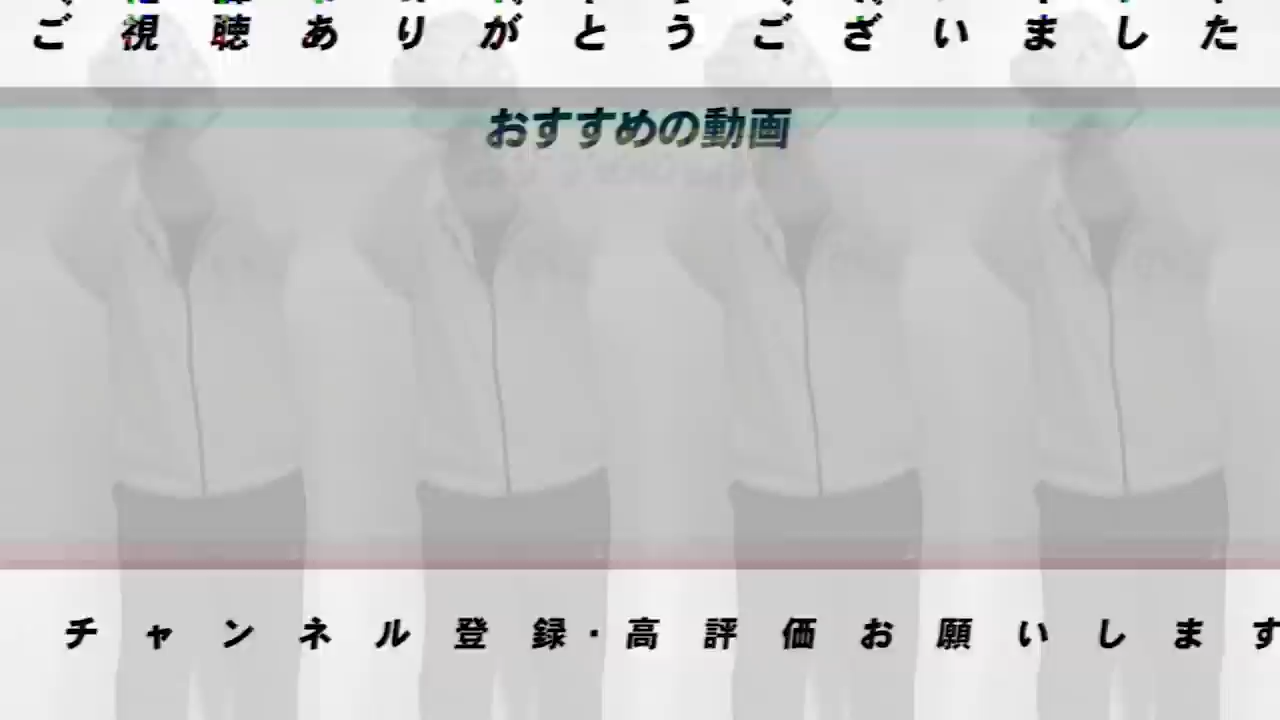 ご視聴ありがとうございました
おすすめの動画
チャンネル登録・高評価お願いします